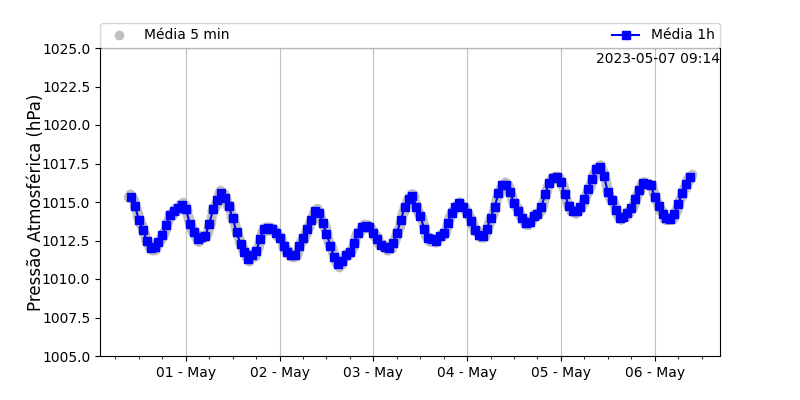 Média 5 min
Média 1h
2023-05-07 09:14
Pressão Atmosférica (hPa)
1025.0
1022.5
1020.0
1017.5
1015.0
1012.5
1010.0
1007.5
1005.0
01 - May
02 - May
03 - May
04 - May
05 - May
06 - May